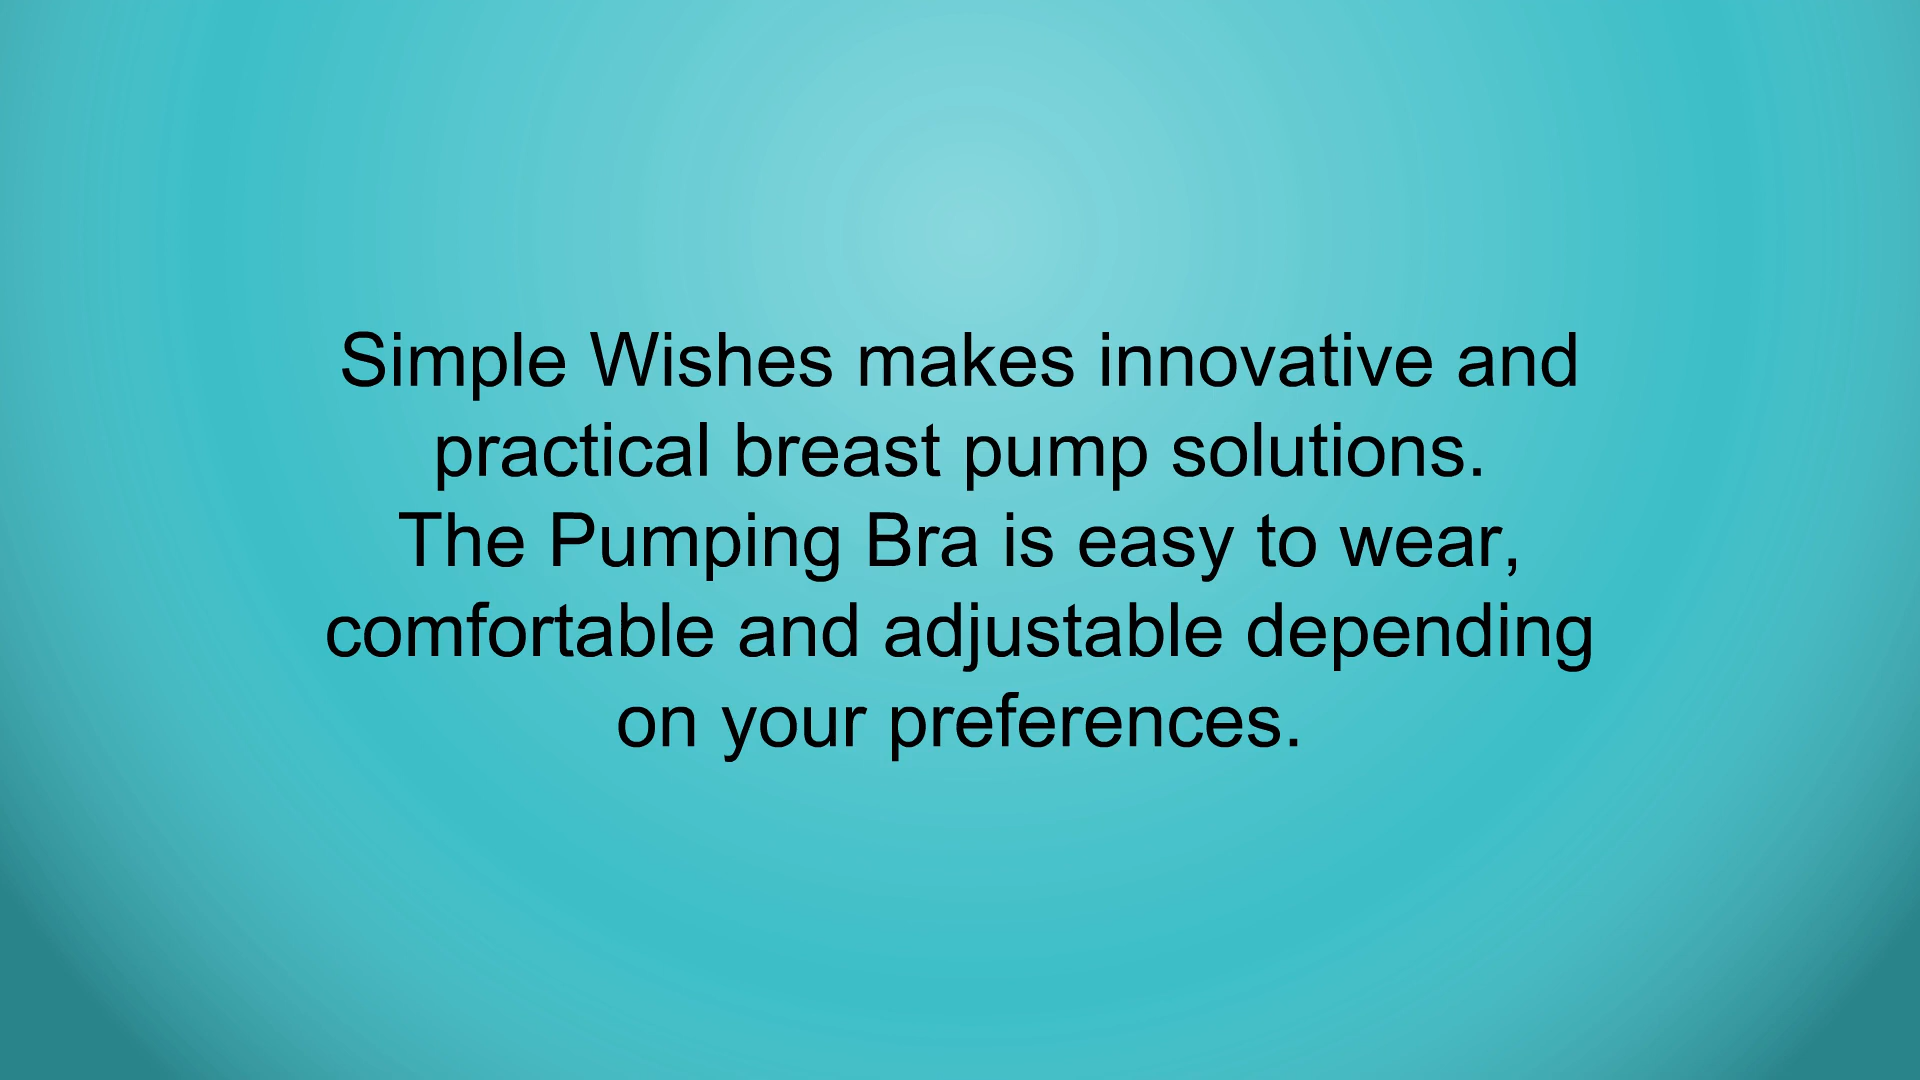 Simple Wishes makes innovative and
practical breast pump solutions.
The Pumping Bra is easy to wear,
comfortable and adjustable depending
on your preferences.